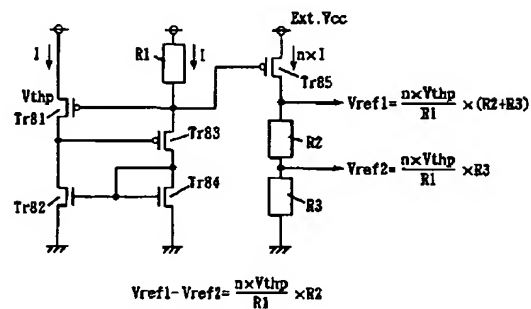 Ext.Vcc
I
R1
I
n×I
Tr85
Vthp
Tr81
Vref1=n×Vthp/R1 ×(R2+R3)
Tr83
R2
Vref2=n×Vthp/R1 ×R3
Tr82
Tr84
R3
Vref1-Vref2=n×Vthp/R1 ×R2